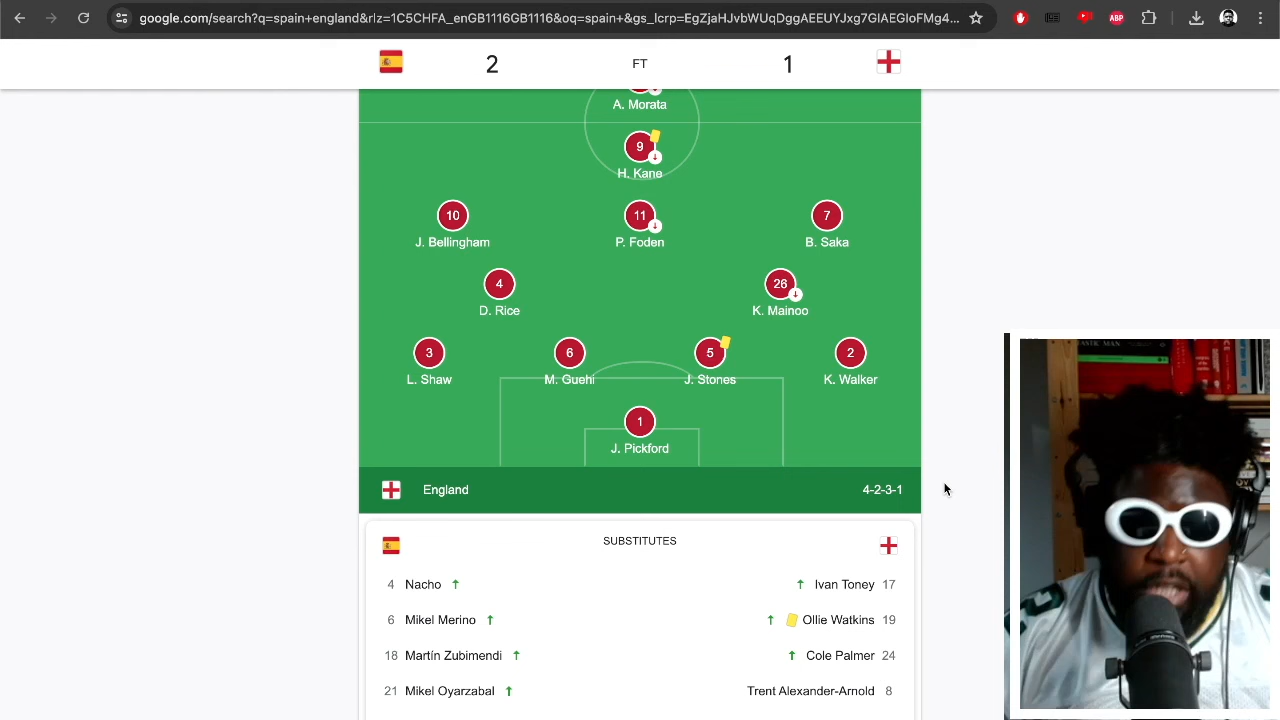 google.com/search?q=spain+england&rlz=1C5CHFA_enGB1116GB1116&oq=spain+&gs_lcrp=EgZjaHJvbWUqDggAEEUYJxg7GIAEGIoFMg4...
ABP
2 FT 1
A. Morata
9
H. Kane
10 11 7
J. Bellingham P. Foden B. Saka
4 26
D. Rice K. Mainoo
3 6 5 2
L. Shaw M. Guehi J. Stones K. Walker
1
J. Pickford
England 4-2-3-1
SUBSTITUTES
4 Nacho Ivan Toney 17
6 Mikel Merino Ollie Watkins 19
18 Martín Zubimendi Cole Palmer 24
21 Mikel Oyarzabal Trent Alexander-Arnold 8